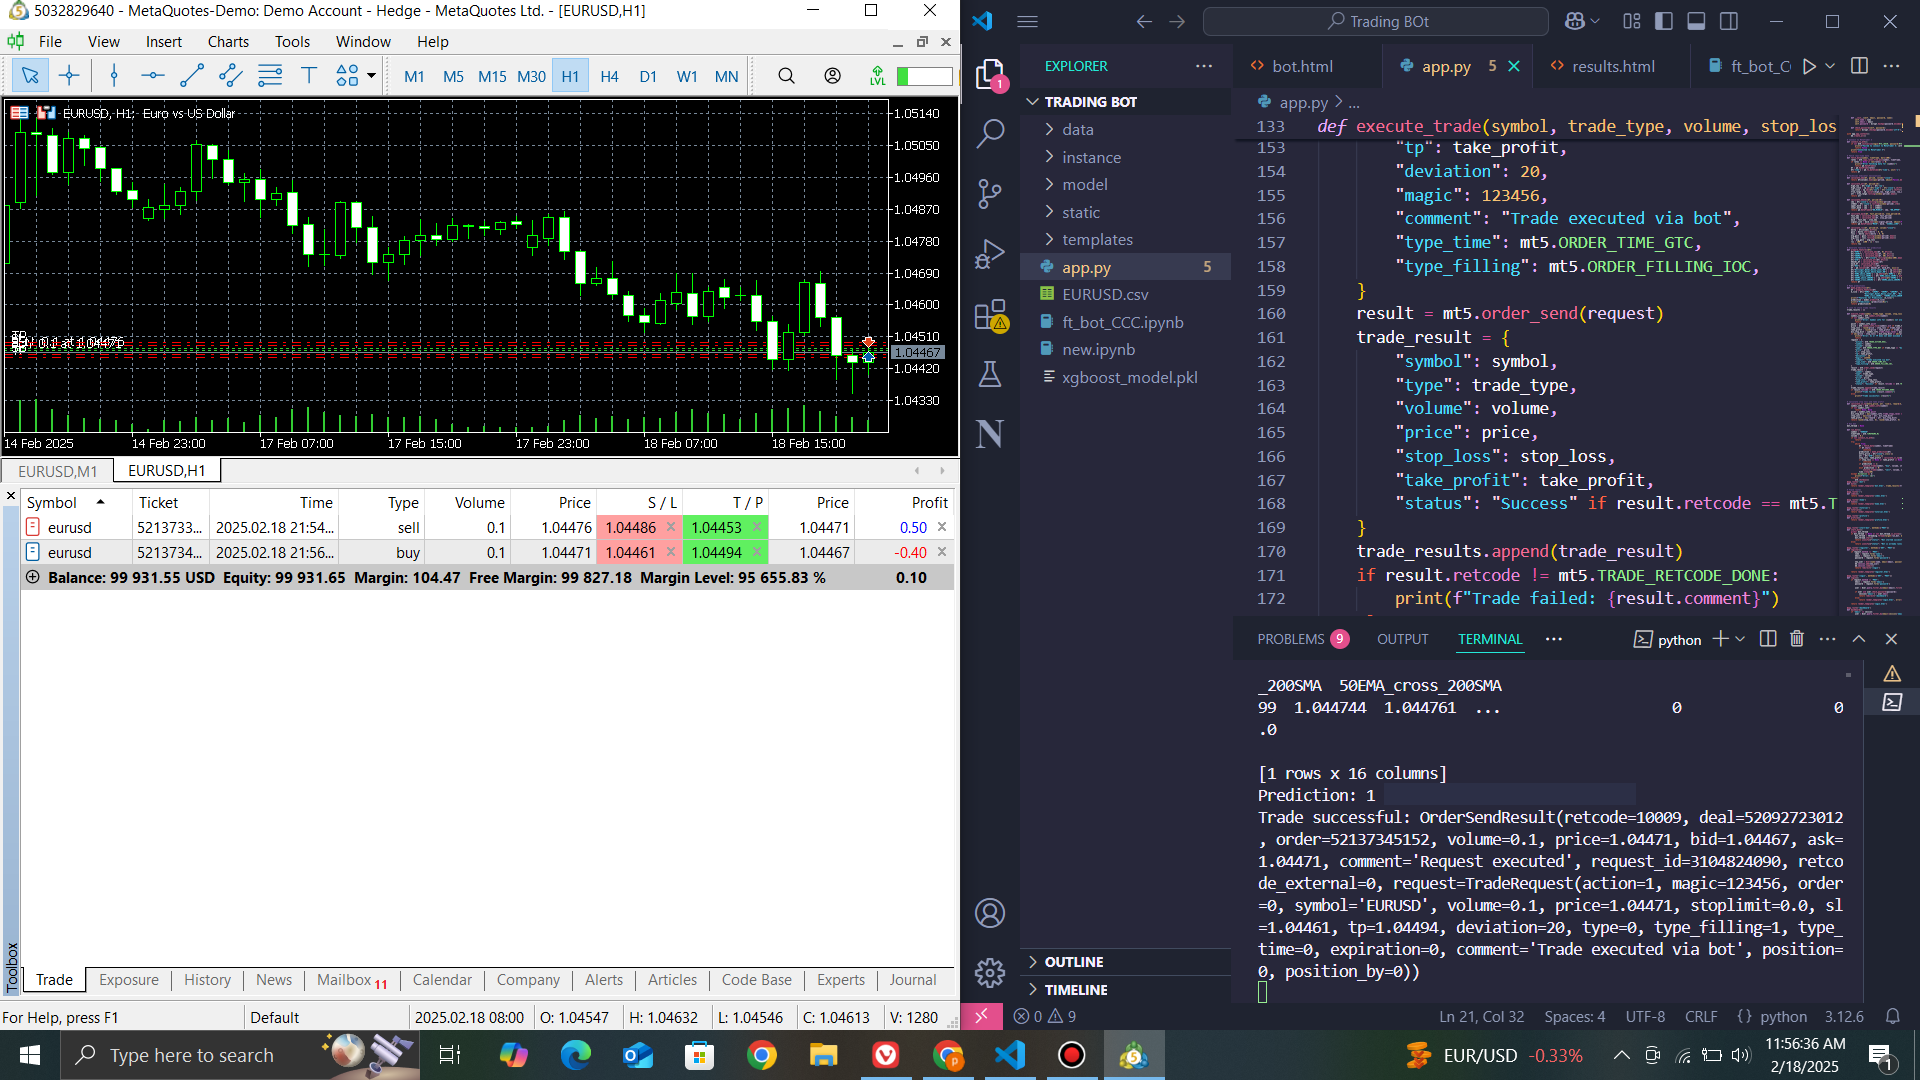 5032829640 - MetaQuotes-Demo: Demo Account - Hedge - MetaQuotes Ltd. - [EURUSD,H1]
File View Insert Charts Tools Window Help
M1 M5 M15 M30 H1 H4 D1 W1 MN LVL
EURUSD, H1: Euro vs US Dollar
1.05140
1.05050
1.04960
1.04870
1.04780
1.04690
1.04600
1.04510
1.04467
1.04420
1.04330
14 Feb 2025 14 Feb 23:00 17 Feb 07:00 17 Feb 15:00 17 Feb 23:00 18 Feb 07:00 18 Feb 15:00
EURUSD,M1 EURUSD,H1
Symbol Ticket Time Type Volume Price S / L T / P Price Profit
eurusd 5213733... 2025.02.18 21:54... sell 0.1 1.04476 1.04486 1.04453 1.04471 0.50
eurusd 5213734... 2025.02.18 21:56... buy 0.1 1.04471 1.04461 1.04494 1.04467 -0.40
Balance: 99 931.55 USD Equity: 99 931.65 Margin: 104.47 Free Margin: 99 827.18 Margin Level: 95 655.83 % 0.10
Toolbox
Trade Exposure History News Mailbox 11 Calendar Company Alerts Articles Code Base Experts Journal
For Help, press F1 Default 2025.02.18 08:00 O: 1.04547 H: 1.04632 L: 1.04546 C: 1.04613 V: 1280
Trading BOt
EXPLORER
TRADING BOT
data
instance
model
static
templates
app.py 5
EURUSD.csv
ft_bot_CCC.ipynb
new.ipynb
xgboost_model.pkl
OUTLINE
TIMELINE
1
bot.html app.py 5 results.html ft_bot_C
app.py > ...
133 def execute_trade(symbol, trade_type, volume, stop_los
153 "tp": take_profit,
154 "deviation": 20,
155 "magic": 123456,
156 "comment": "Trade executed via bot",
157 "type_time": mt5.ORDER_TIME_GTC,
158 "type_filling": mt5.ORDER_FILLING_IOC,
159 }
160 result = mt5.order_send(request)
161 trade_result = {
162 "symbol": symbol,
163 "type": trade_type,
164 "volume": volume,
165 "price": price,
166 "stop_loss": stop_loss,
167 "take_profit": take_profit,
168 "status": "Success" if result.retcode == mt5.T
169 }
170 trade_results.append(trade_result)
171 if result.retcode != mt5.TRADE_RETCODE_DONE:
172 print(f"Trade failed: {result.comment}")
PROBLEMS 9 OUTPUT TERMINAL python
_200SMA 50EMA_cross_200SMA
99 1.044744 1.044761 ... 0 0
.0
[1 rows x 16 columns]
Prediction: 1
Trade successful: OrderSendResult(retcode=10009, deal=52092723012
, order=52137345152, volume=0.1, price=1.04471, bid=1.04467, ask=
1.04471, comment='Request executed', request_id=3104824090, retco
de_external=0, request=TradeRequest(action=1, magic=123456, order
=0, symbol='EURUSD', volume=0.1, price=1.04471, stoplimit=0.0, sl
=1.04461, tp=1.04494, deviation=20, type=0, type_filling=1, type_
time=0, expiration=0, comment='Trade executed via bot', position=
0, position_by=0))
0 9 Ln 21, Col 32 Spaces: 4 UTF-8 CRLF {} python 3.12.6
Type here to search
EUR/USD -0.33%
11:56:36 AM
2/18/2025
1